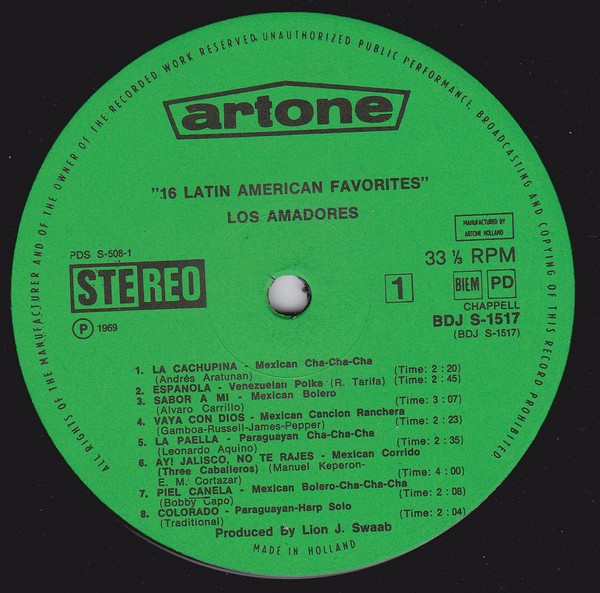 ALL RIGHTS OF THE MANUFACTURER AND OF THE OWNER OF THE RECORDED WORK RESERVED. UNAUTHORIZED PUBLIC PERFORMANCE, BROADCASTING AND COPYING OF THIS RECORD PROHIBITED
artone
"16 LATIN AMERICAN FAVORITES"
LOS AMADORES
MANUFACTURED BY
ARTONE HOLLAND
PDS S-508-1
STEREO
33 ⅓ RPM
1
BIEM PD
CHAPPELL
BDJ S-1517
(BDJ S-1517)
Ⓟ 1969
1. LA CACHUPINA - Mexican Cha-Cha-Cha
(Andrés Aratunan) (Time: 2 : 20)
2. ESPANOLA - Venezuelan Polka (R. Tarifa) (Time: 2 : 45)
3. SABOR A MI - Mexican Bolero
(Alvaro Carrillo) (Time: 3 : 07)
4. VAYA CON DIOS - Mexican Cancion Ranchera
(Gamboa-Russell-James-Pepper) (Time: 2 : 23)
5. LA PAELLA - Paraguayan Cha-Cha-Cha
(Leonardo Aquino) (Time: 2 : 35)
6. AY! JALISCO, NO TE RAJES - Mexican Corrido
(Three Caballeros) (Manuel Keperon-
E. M. Cortazar) (Time: 4 : 00)
7. PIEL CANELA - Mexican Bolero-Cha-Cha-Cha
(Bobby Capo) (Time: 2 : 08)
8. COLORADO - Paraguayan-Harp Solo
(Traditional) (Time: 2 : 04)
Produced By Lion J. Swaab
MADE IN HOLLAND